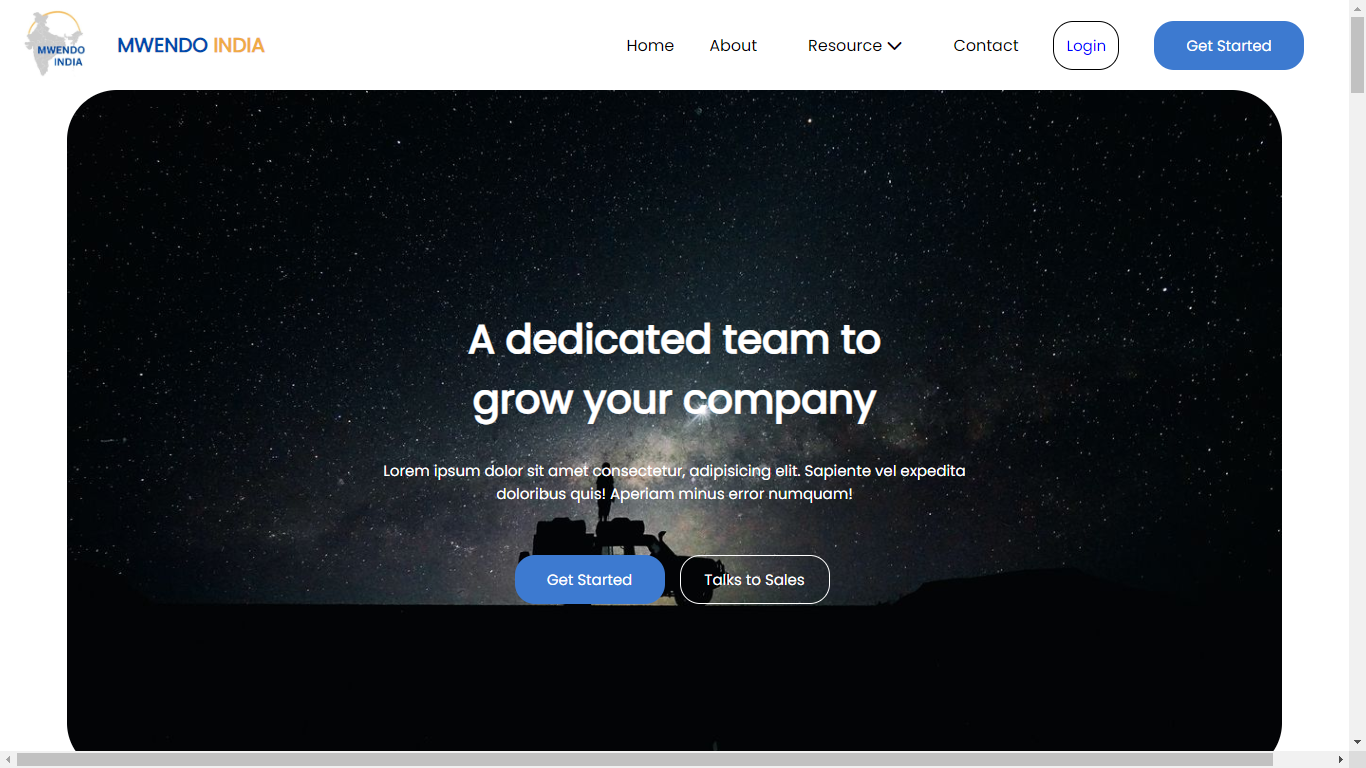 MWENDO
INDIA
MWENDO INDIA
Home
About
Resource
Contact
Login
Get Started
A dedicated team to
grow your company
Lorem ipsum dolor sit amet consectetur, adipisicing elit. Sapiente vel expedita
doloribus quis! Aperiam minus error numquam!
Get Started
Talks to Sales